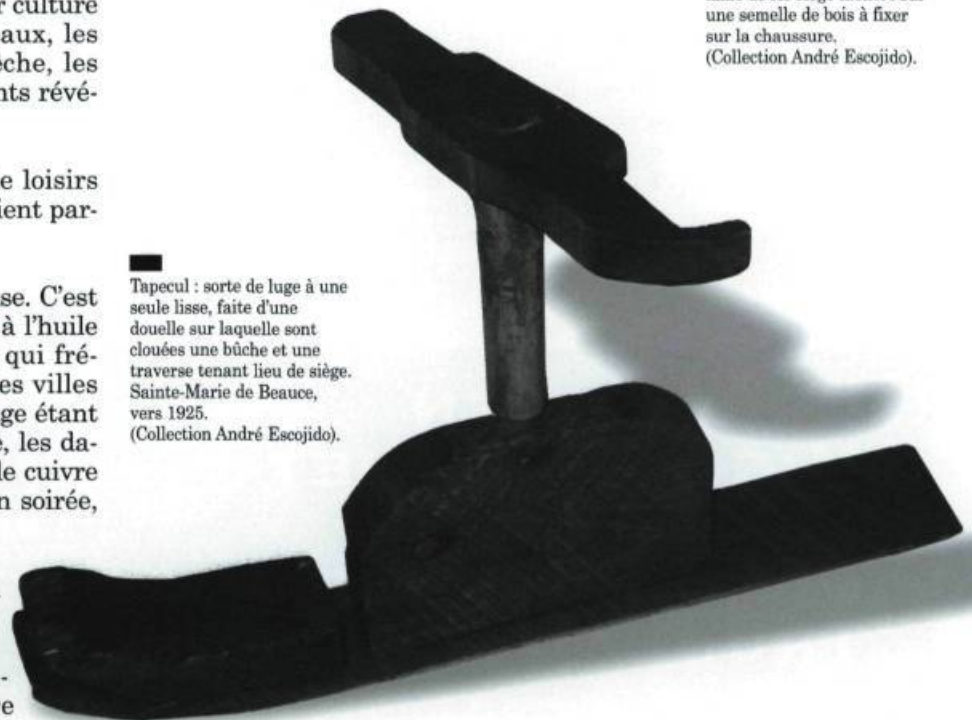 r culture
aux, les
èche, les
nts révé-
e loisirs
ient par-
se. C'est
à l'huile
qui fré-
es villes
ge étant
e, les da-
le cuivre
n soirée,
-
e
Tapecul : sorte de luge à une
seule lisse, faite d'une
douelle sur laquelle sont
clouées une bûche et une
traverse tenant lieu de siège.
Sainte-Marie de Beauce,
vers 1925.
(Collection André Escojido).
une semelle de bois à fixer
sur la chaussure.
(Collection André Escojido).